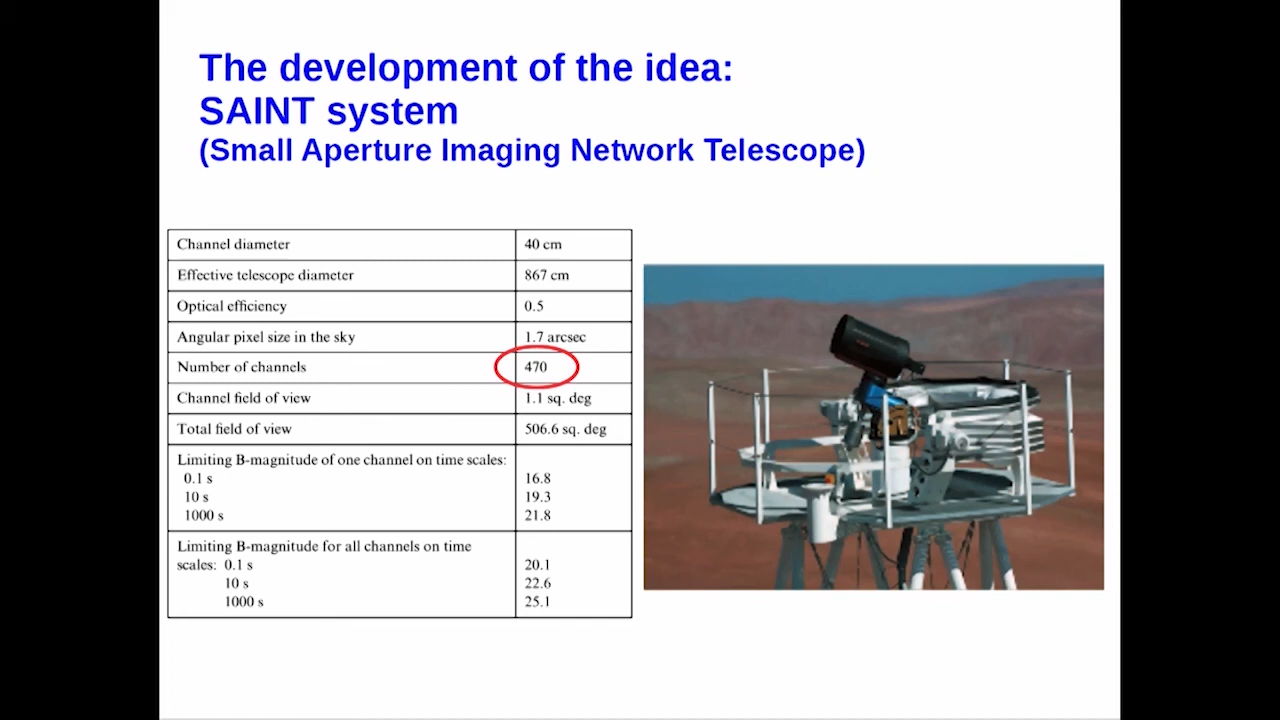 The development of the idea:
SAINT system
(Small Aperture Imaging Network Telescope)
Channel diameter 40 cm
Effective telescope diameter 867 cm
Optical efficiency 0.5
Angular pixel size in the sky 1.7 arcsec
Number of channels 470
Channel field of view 1.1 sq. deg
Total field of view 506.6 sq. deg
Limiting B-magnitude of one channel on time scales:
0.1 s 16.8
10 s 19.3
1000 s 21.8
Limiting B-magnitude for all channels on time
scales: 0.1 s 20.1
10 s 22.6
1000 s 25.1